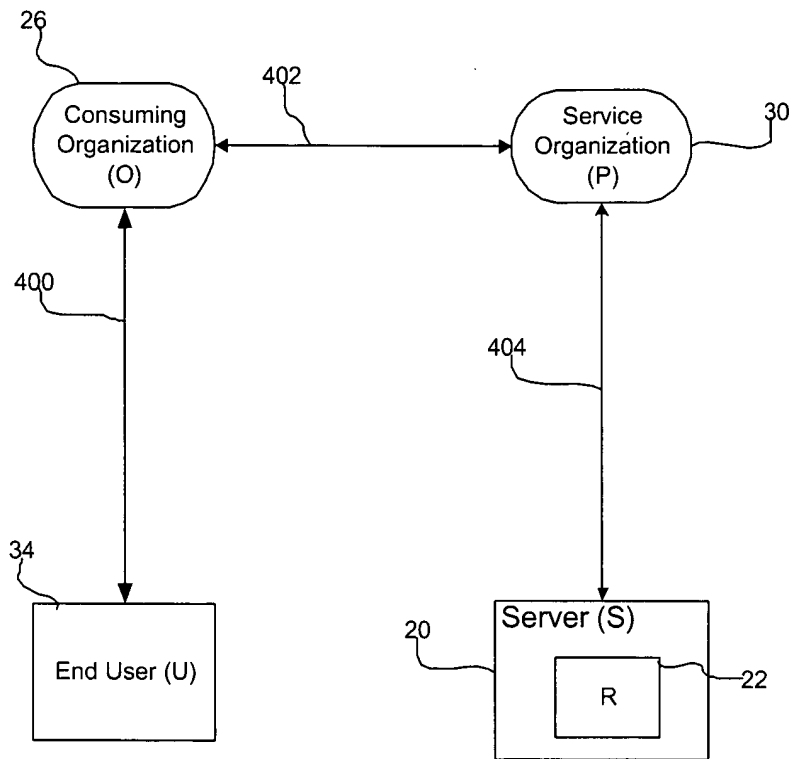 26
402
Consuming
Organization
(O)
Service
Organization
(P)
30
400
404
34
End User (U)
20
Server (S)
22
R